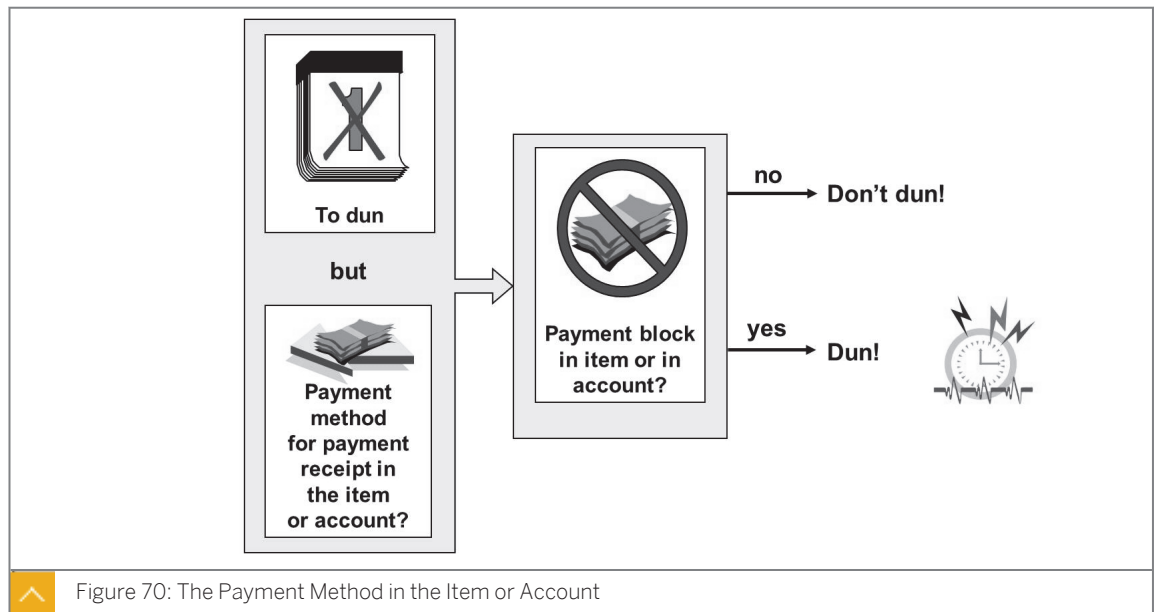 1
To dun
but
Payment
method
for payment
receipt in
the item
or account?
Payment block
in item or in
account?
no
Don't dun!
yes
Dun!
Figure 70: The Payment Method in the Item or Account